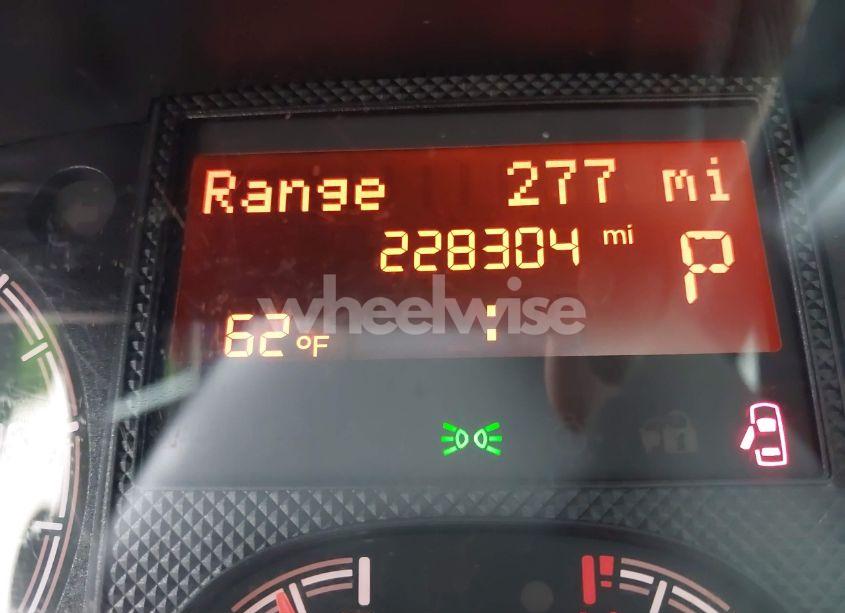 Range 277 mi
228304 mi
P
wheelwise
62°F :